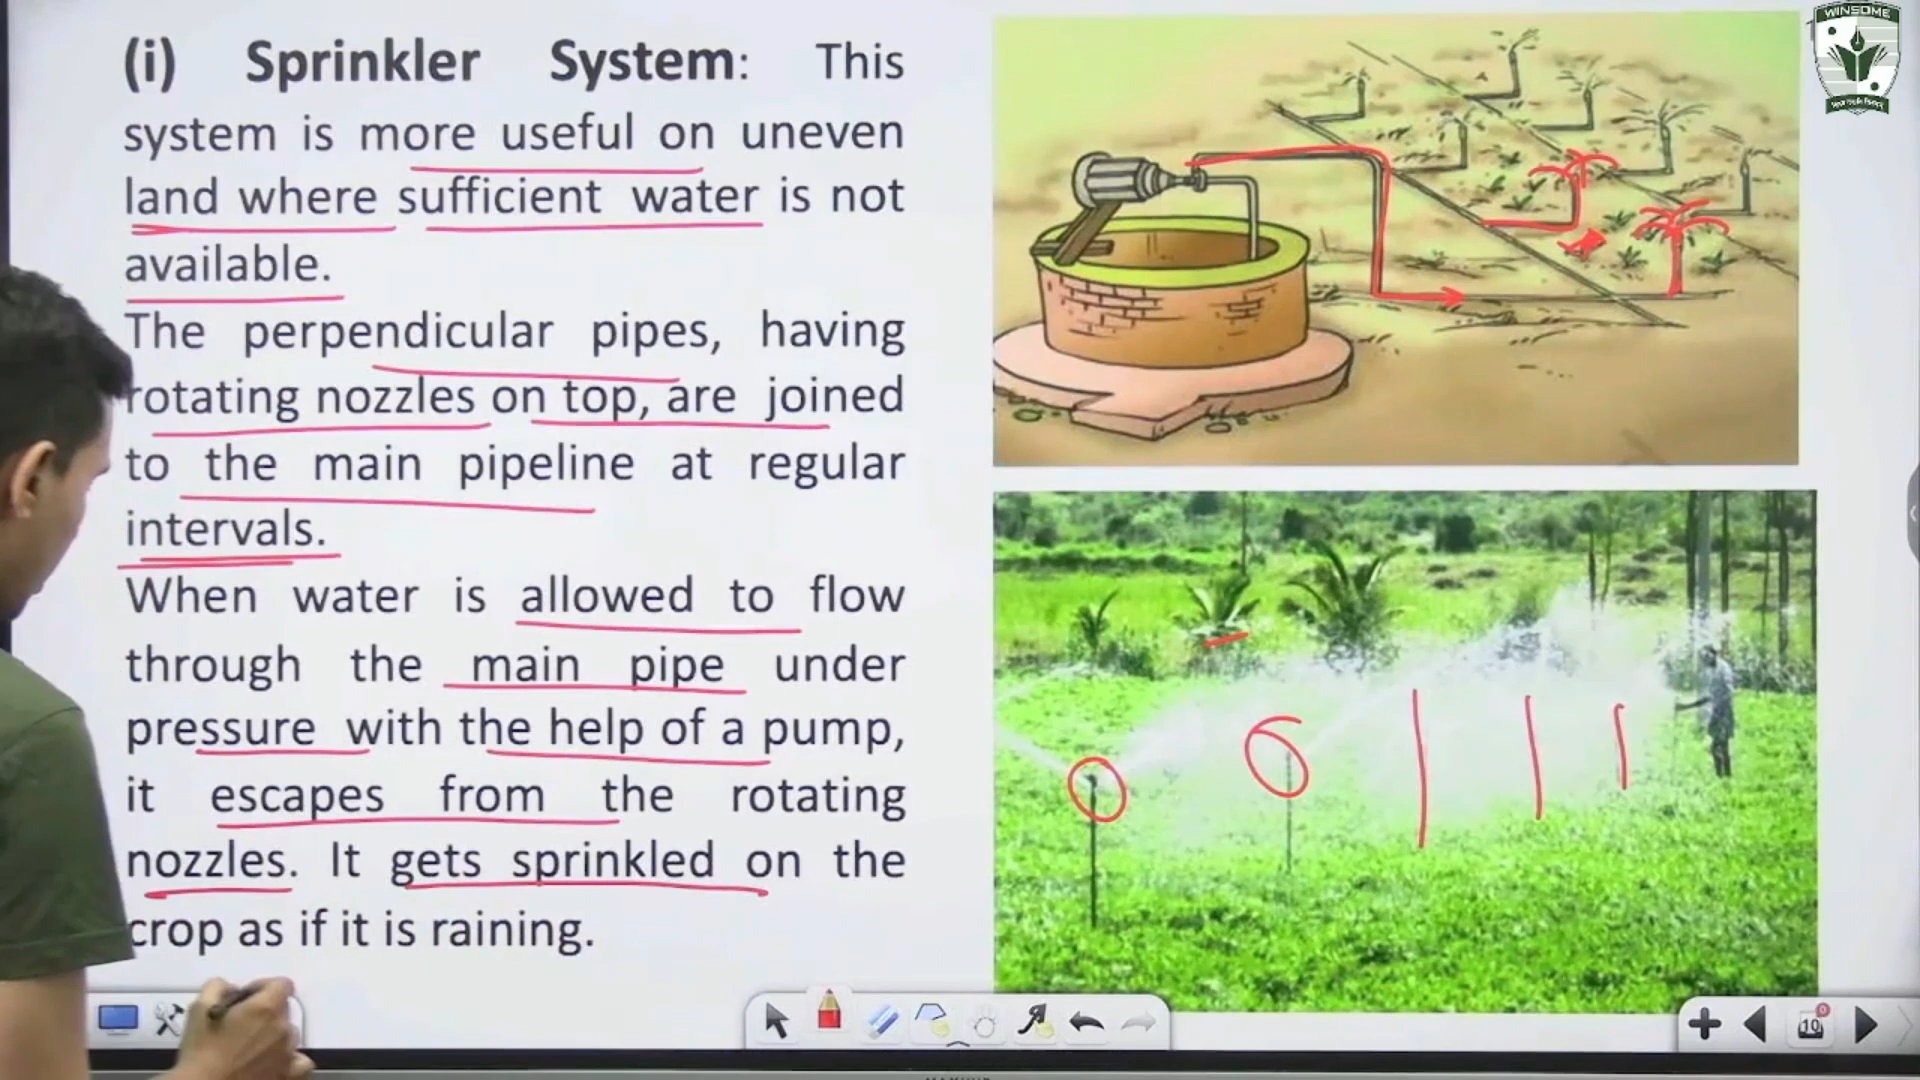 (i) Sprinkler System: This
system is more useful on uneven
land where sufficient water is not
available.
The perpendicular pipes, having
rotating nozzles on top, are joined
to the main pipeline at regular
intervals.
When water is allowed to flow
through the main pipe under
pressure with the help of a pump,
it escapes from the rotating
nozzles. It gets sprinkled on the
crop as if it is raining.
WINSOME
10
0